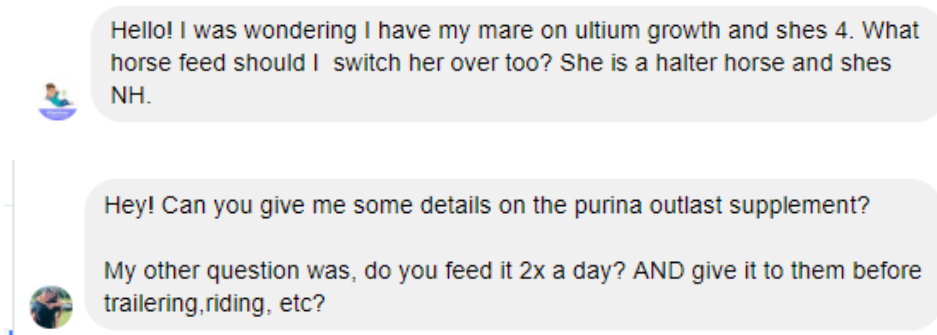 Hello! I was wondering I have my mare on ultium growth and shes 4. What
horse feed should I switch her over too? She is a halter horse and shes
NH.
Hey! Can you give me some details on the purina outlast supplement?
My other question was, do you feed it 2x a day? AND give it to them before
trailering,riding, etc?